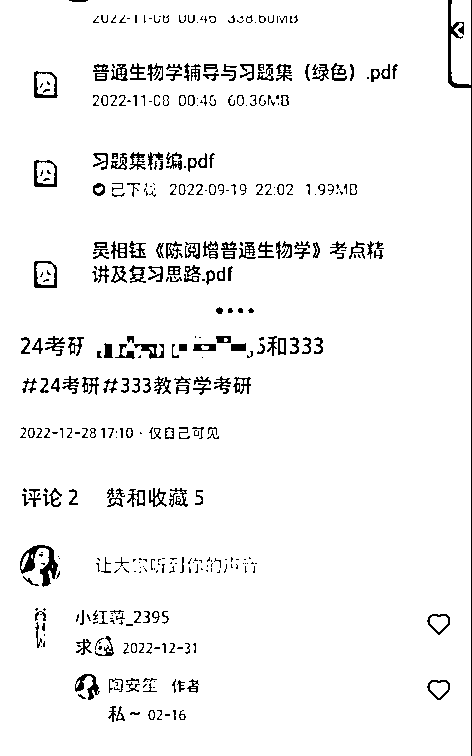 2022-11-08 00:46 338.60MB
普通生物学辅导与习题集（绿色）.pdf
2022-11-08 00:46 60.36MB
习题集精编.pdf
已下载 2022-09-19 22:02 1.99MB
吴相钰《陈阅增普通生物学》考点精
讲及复习思路.pdf
24考研
和333
#24考研#333教育学考研
2022-12-28 17:10 · 仅自己可见
评论 2 赞和收藏 5
让大家听到你的声音
小红薯_2395
求 2022-12-31
陶安笙 作者
私~ 02-16